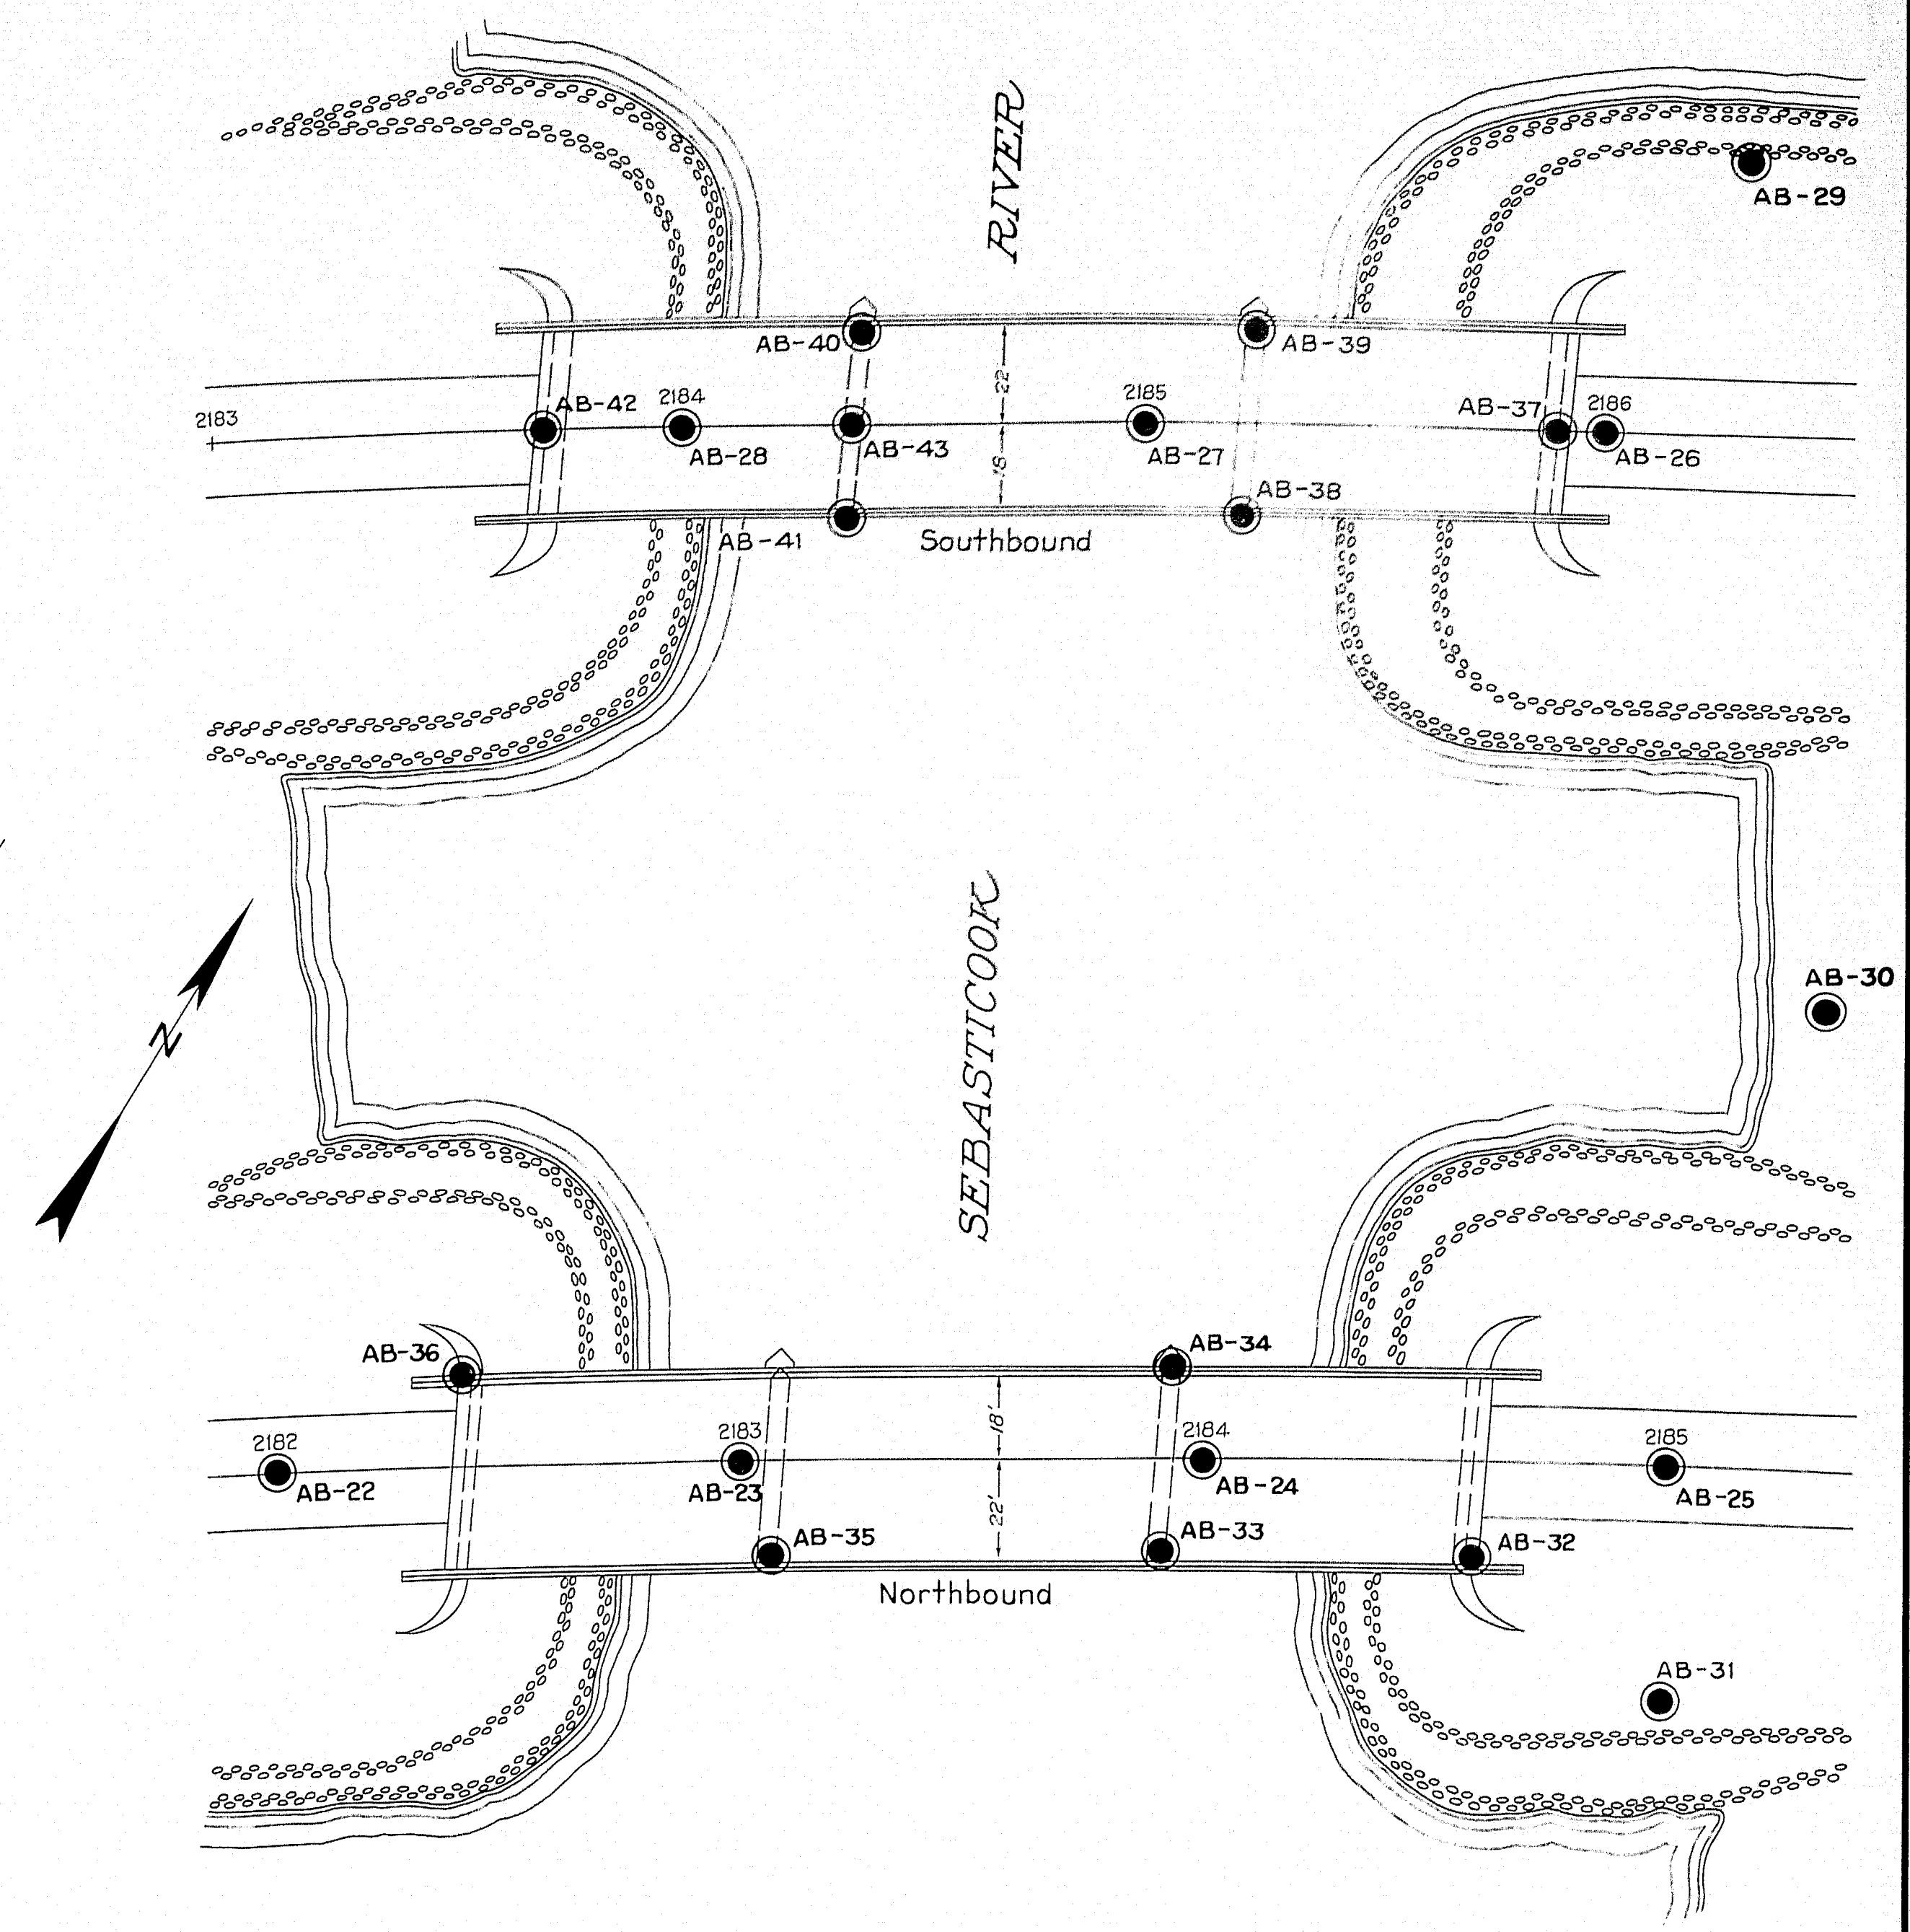 RIVER
AB-29
AB-40
AB-39
22
2183
AB-42
2184
2185
AB-37
2186
AB-28
AB-43
AB-27
AB-26
18
AB-38
AB-41
Southbound
SEBASTICOOK
AB-30
N
AB-36
AB-34
18'
2182
2183
2184
2185
AB-22
AB-23
AB-24
AB-25
22'
AB-35
AB-33
AB-32
Northbound
AB-31